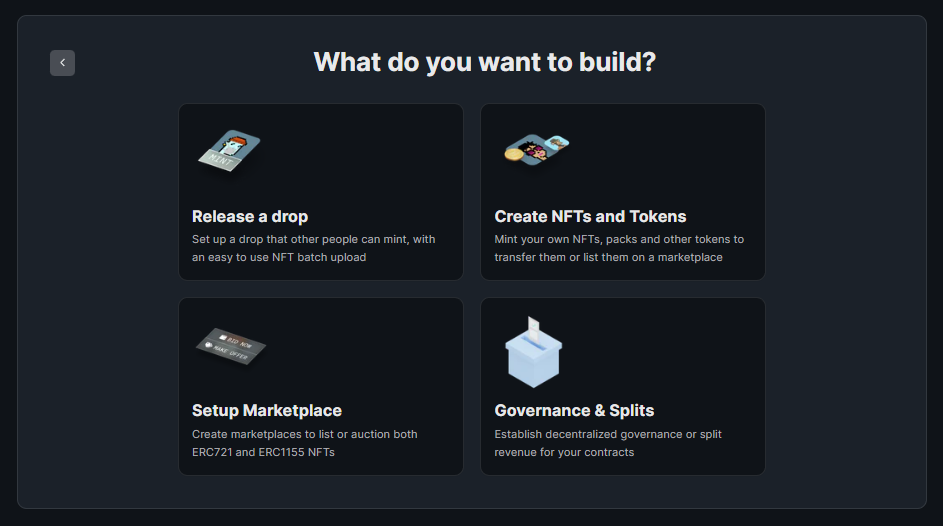 What do you want to build?
MINT
Release a drop
Set up a drop that other people can mint, with
an easy to use NFT batch upload
Create NFTs and Tokens
Mint your own NFTs, packs and other tokens to
transfer them or list them on a marketplace
BID NOW
MAKE OFFER
Setup Marketplace
Create marketplaces to list or auction both
ERC721 and ERC1155 NFTs
Governance & Splits
Establish decentralized governance or split
revenue for your contracts